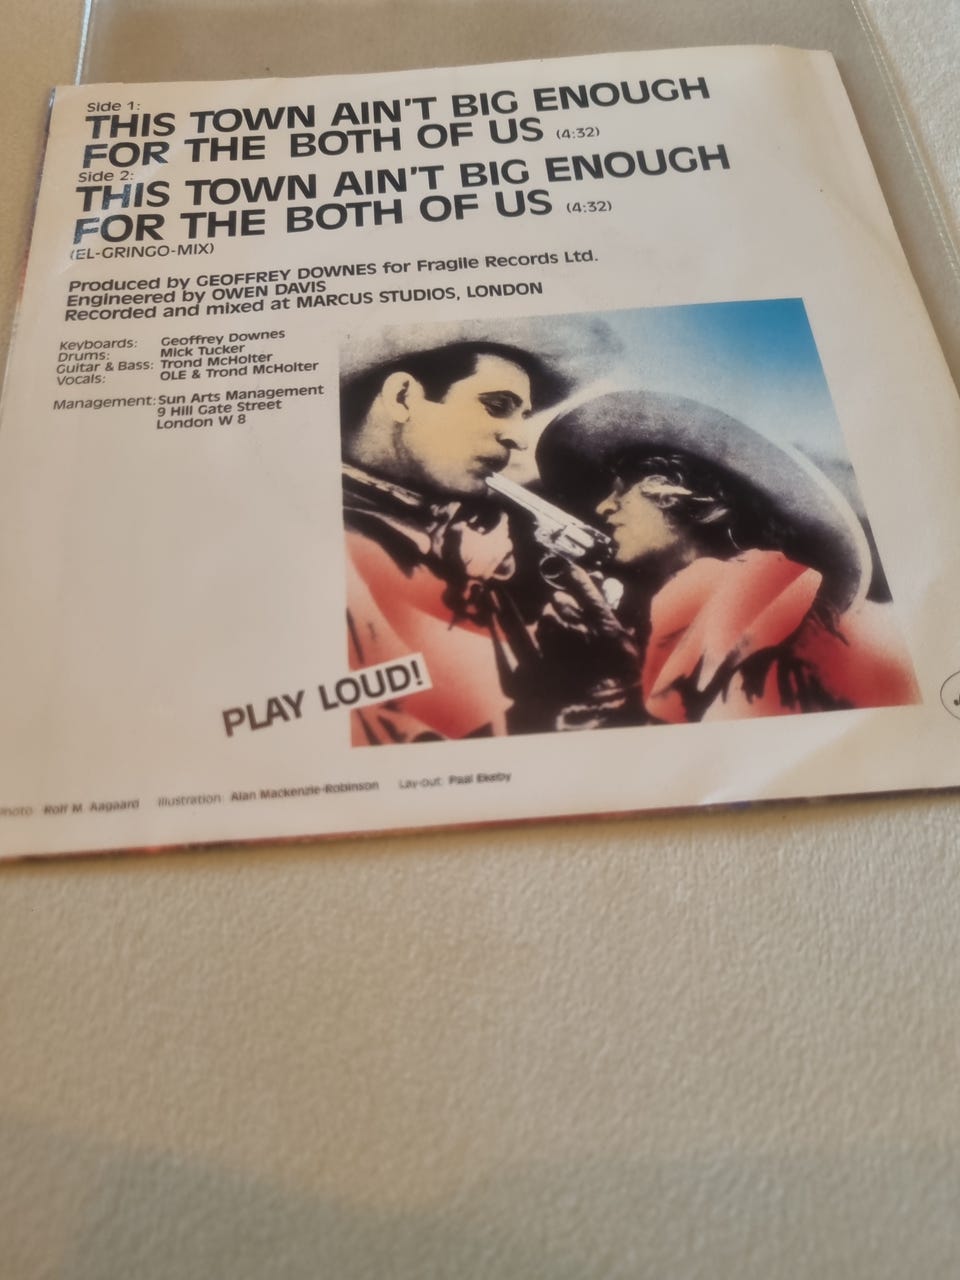 Side 1:
THIS TOWN AIN'T BIG ENOUGH
FOR THE BOTH OF US (4:32)
Side 2:
THIS TOWN AIN'T BIG ENOUGH
FOR THE BOTH OF US (4:32)
(EL-GRINGO-MIX)
Produced by GEOFFREY DOWNES for Fragile Records Ltd.
Engineered by OWEN DAVIS
Recorded and mixed at MARCUS STUDIOS, LONDON
Keyboards: Geoffrey Downes
Drums: Mick Tucker
Guitar & Bass: Trond McHolter
Vocals: OLE & Trond McHolter
Management: Sun Arts Management
9 Hill Gate Street
London W 8
PLAY LOUD!
Rolf M. Aagaard Illustration: Alan Mackenzie-Robinson Lay-out: Paal Ekeby